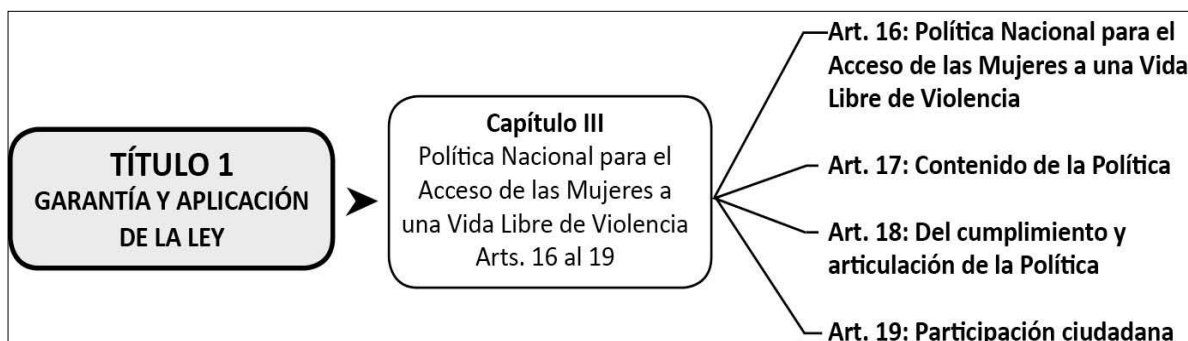 TÍTULO 1
GARANTÍA Y APLICACIÓN
DE LA LEY
Capítulo III
Política Nacional para el
Acceso de las Mujeres a
una Vida Libre de Violencia
Arts. 16 al 19
Art. 16: Política Nacional para el
Acceso de las Mujeres a una Vida
Libre de Violencia
Art. 17: Contenido de la Política
Art. 18: Del cumplimiento y
articulación de la Política
Art. 19: Participación ciudadana